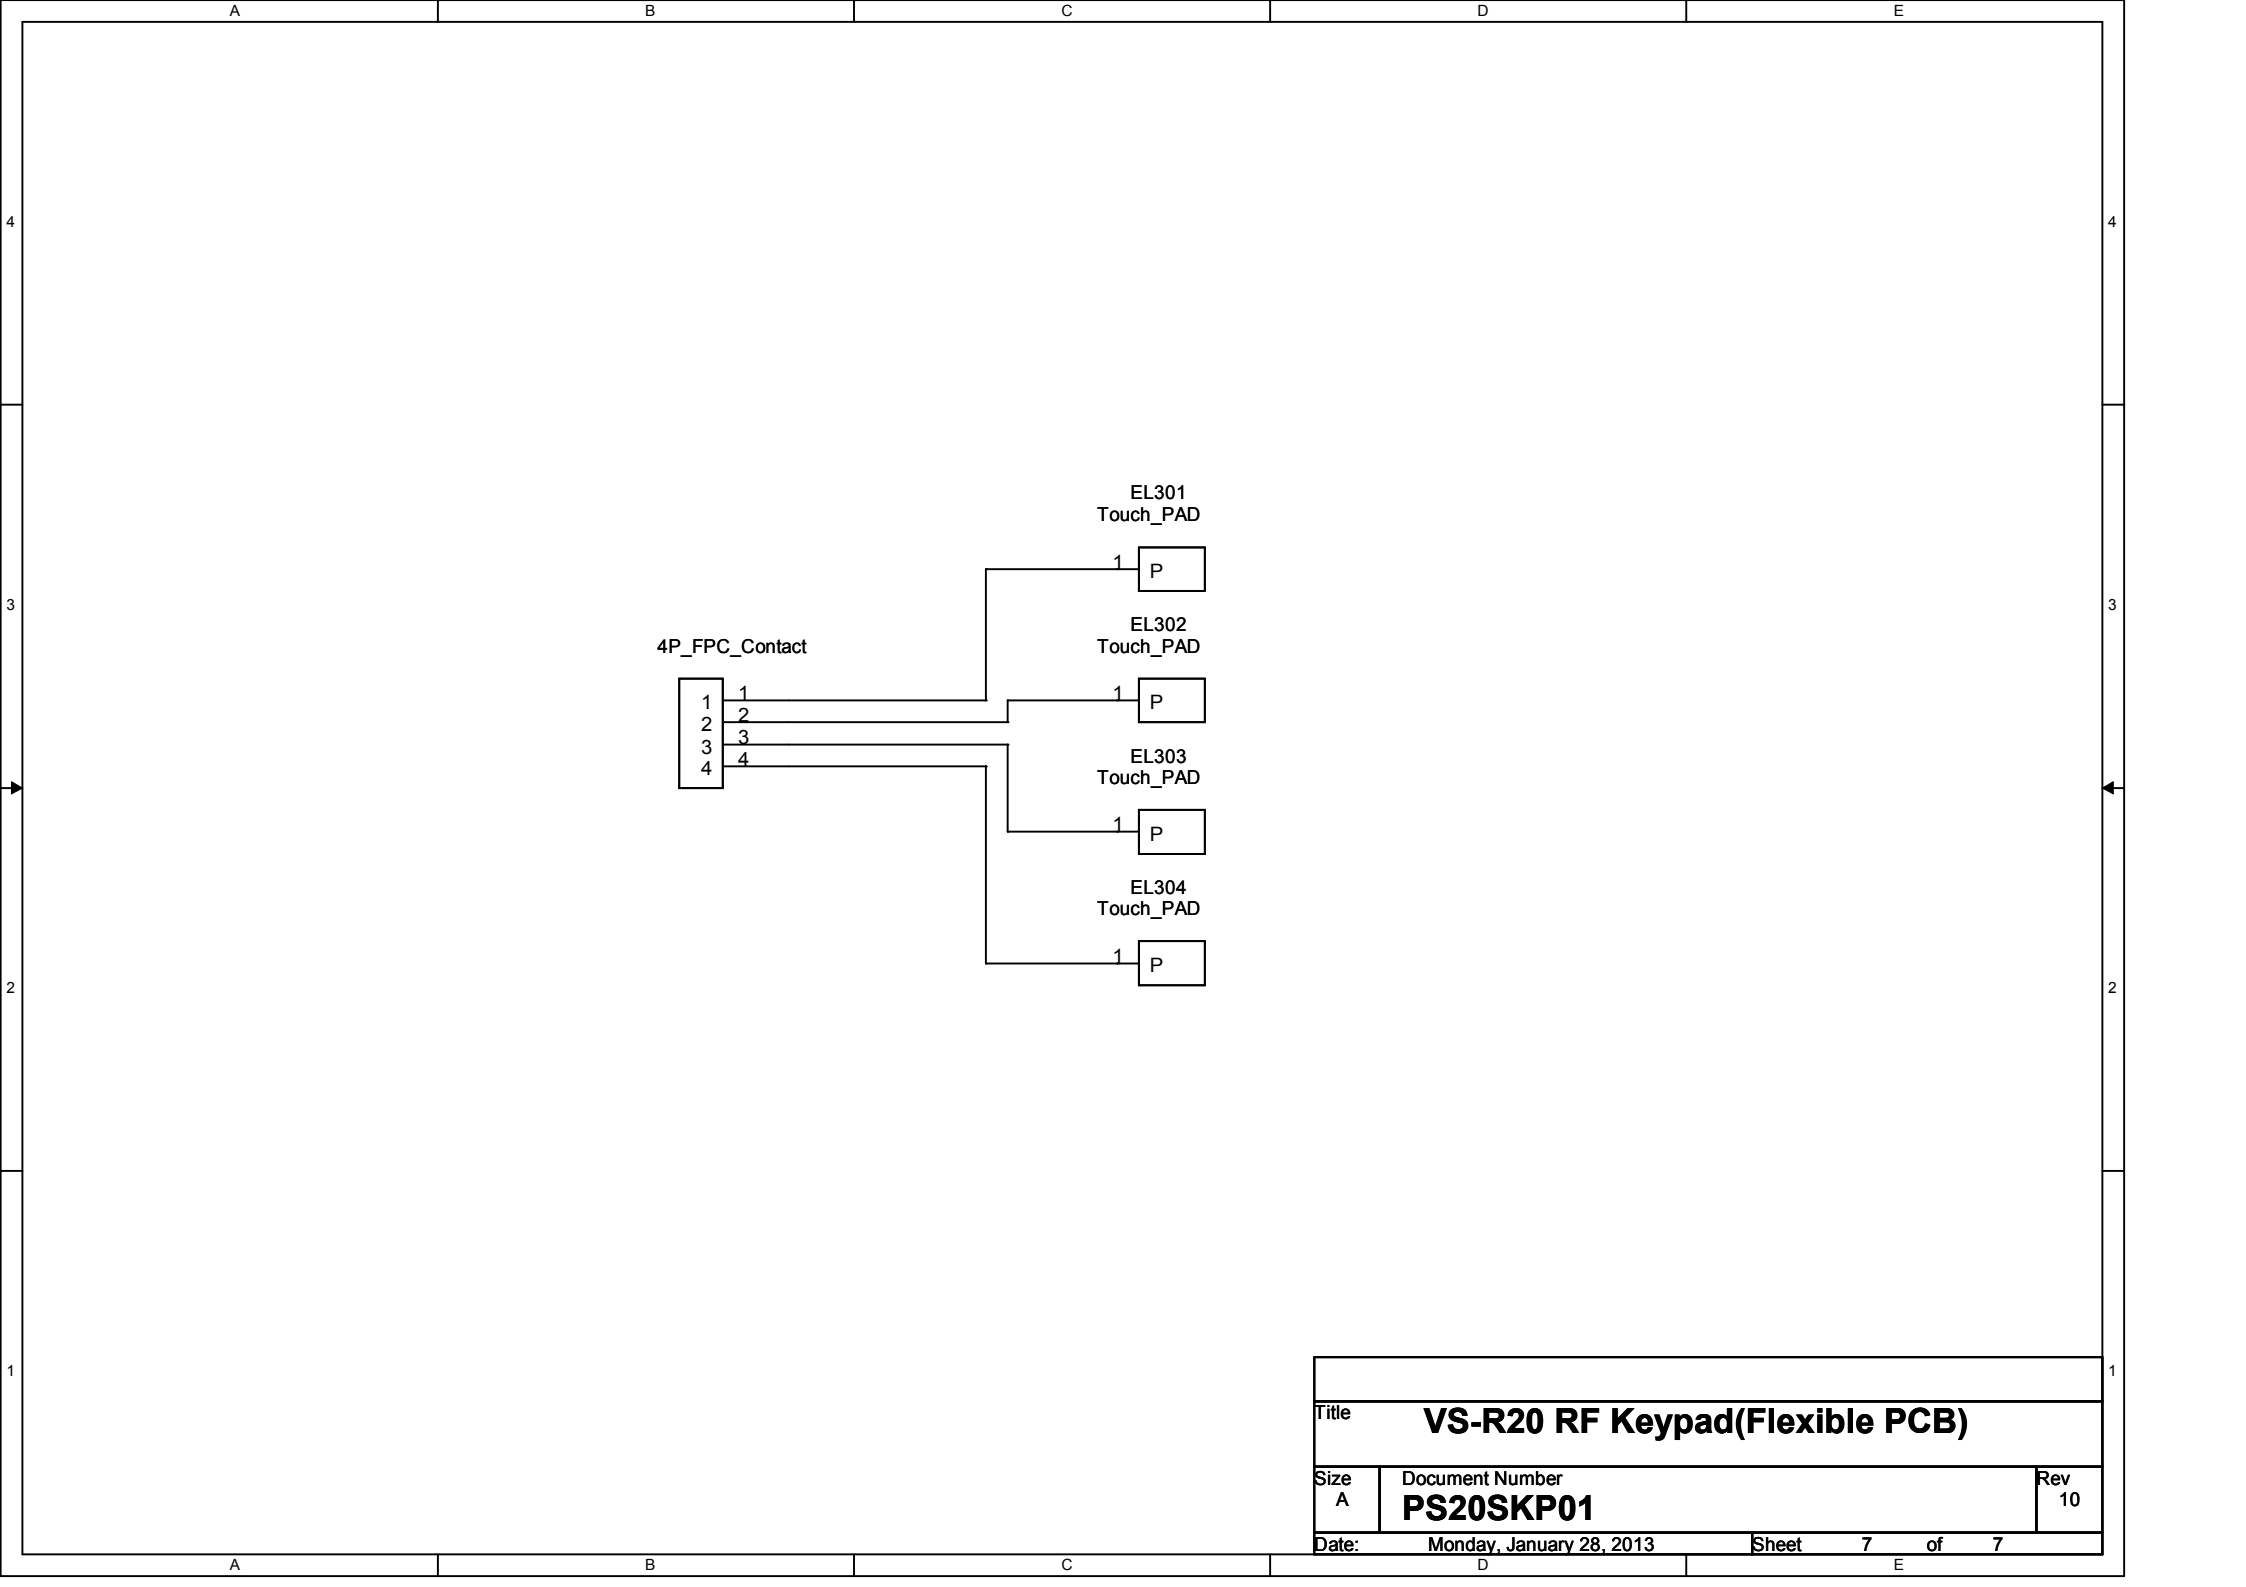 A B C D E
4 4
EL301
Touch_PAD
1 P
3 3
EL302
Touch_PAD
4P_FPC_Contact
1 P
1 1
2 2
3 3
4 4
EL303
Touch_PAD
1 P
EL304
Touch_PAD
1 P
2 2
1 1
Title VS-R20 RF Keypad(Flexible PCB)
Size Document Number Rev
A PS20SKP01 10
Date: Monday, January 28, 2013 Sheet 7 of 7
A B C D E